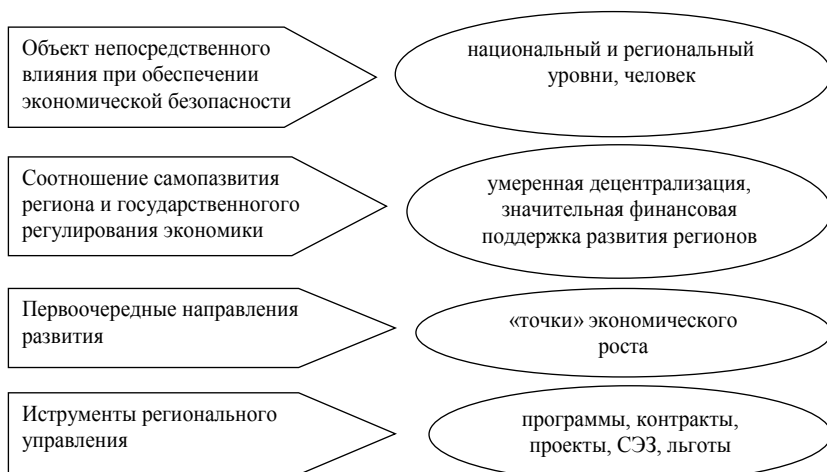 Объект непосредственного
влияния при обеспечении
экономической безопасности
национальный и региональный
уровни, человек
Соотношение самопазвития
региона и государственного
регулирования экономики
умеренная децентрализация,
значительная финансовая
поддержка развития регионов
Первоочередные направления
развития
«точки» экономического
роста
Иструменты регионального
управления
программы, контракты,
проекты, СЭЗ, льготы